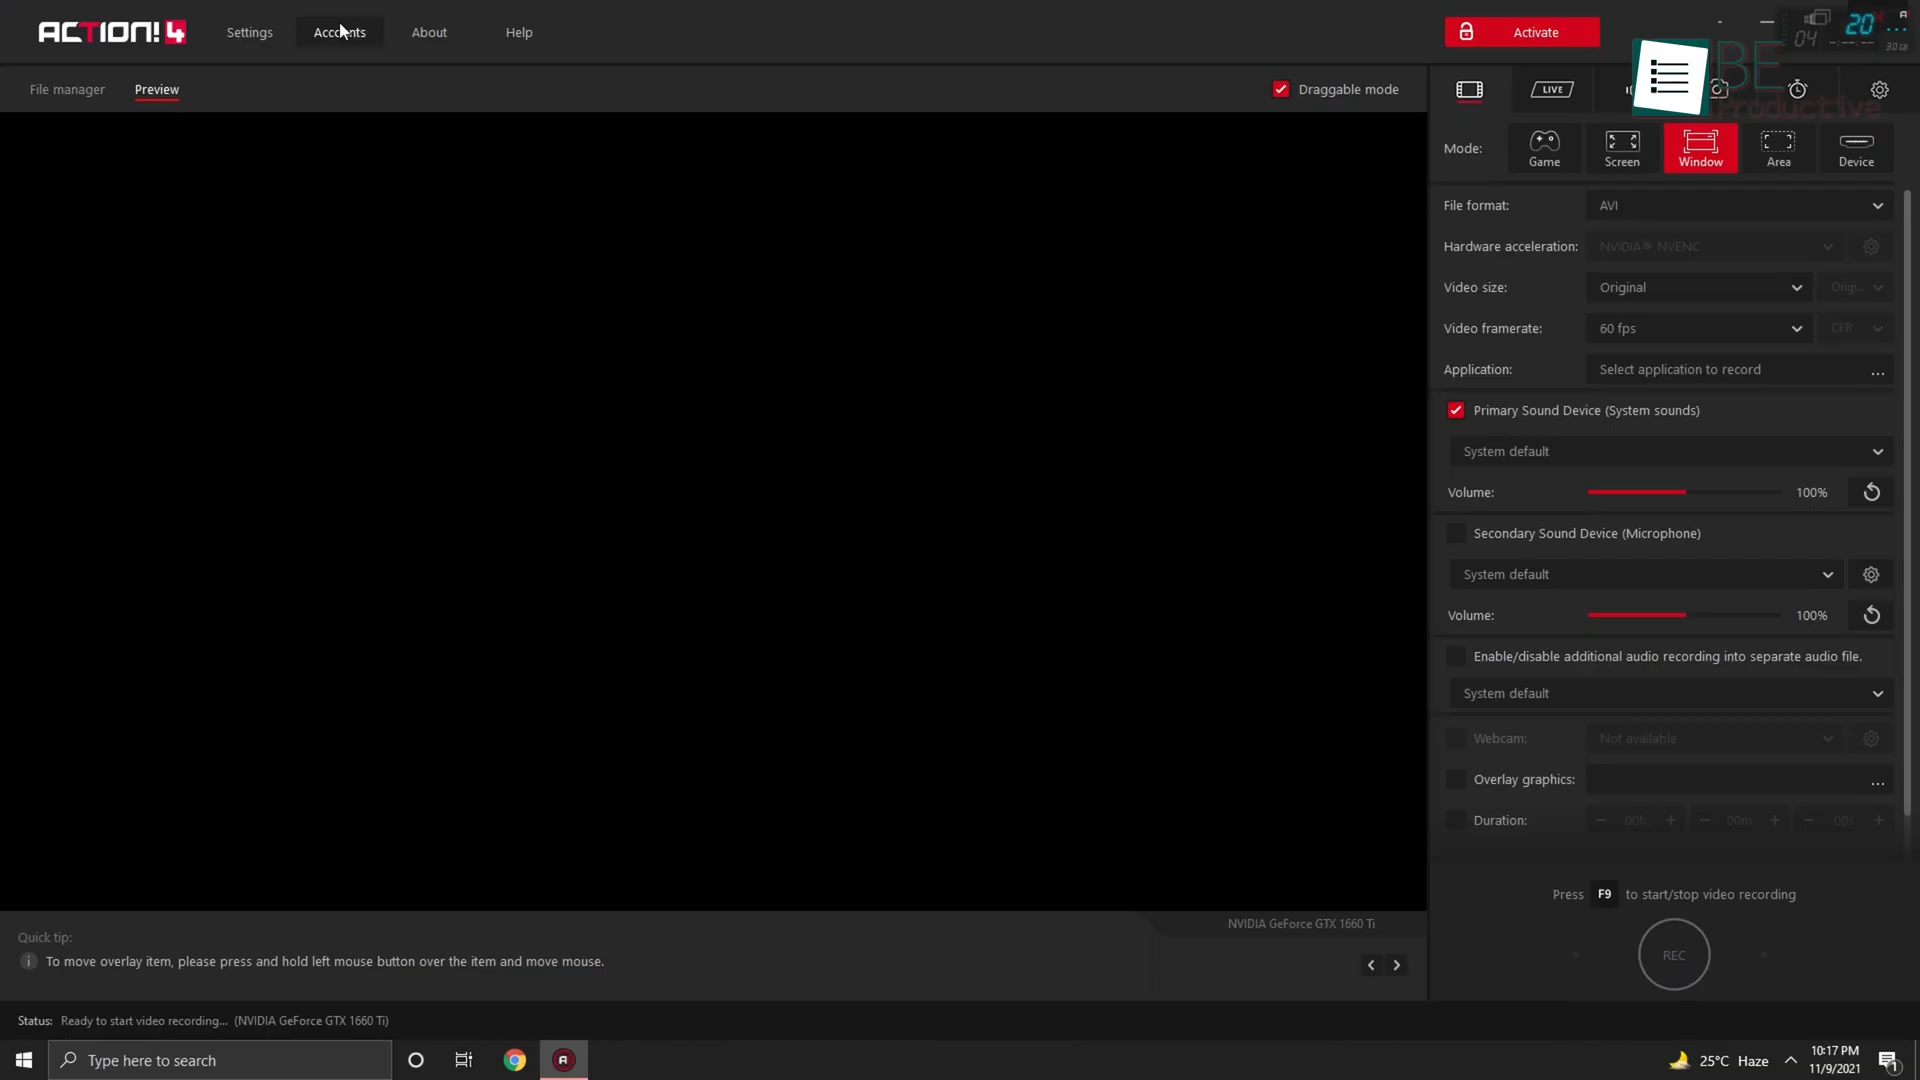 ACTION! 4
Settings
Accounts
About
Help
Activate
04
20
30 GB
BE
Productive
File manager
Preview
Draggable mode
LIVE
Mode:
Game
Screen
Window
Area
Device
File format:
AVI
Hardware acceleration:
NVIDIA® NVENC
Video size:
Original
Origi...
Video framerate:
60 fps
CFR
Application:
Select application to record
...
Primary Sound Device (System sounds)
System default
Volume:
100%
Secondary Sound Device (Microphone)
System default
Volume:
100%
Enable/disable additional audio recording into separate audio file.
System default
Webcam:
Not available
Overlay graphics:
...
Duration:
00h
00m
00s
Press F9 to start/stop video recording
REC
NVIDIA GeForce GTX 1660 Ti
Quick tip:
To move overlay item, please press and hold left mouse button over the item and move mouse.
Status: Ready to start video recording... (NVIDIA GeForce GTX 1660 Ti)
Type here to search
25°C Haze
10:17 PM
11/9/2021
1